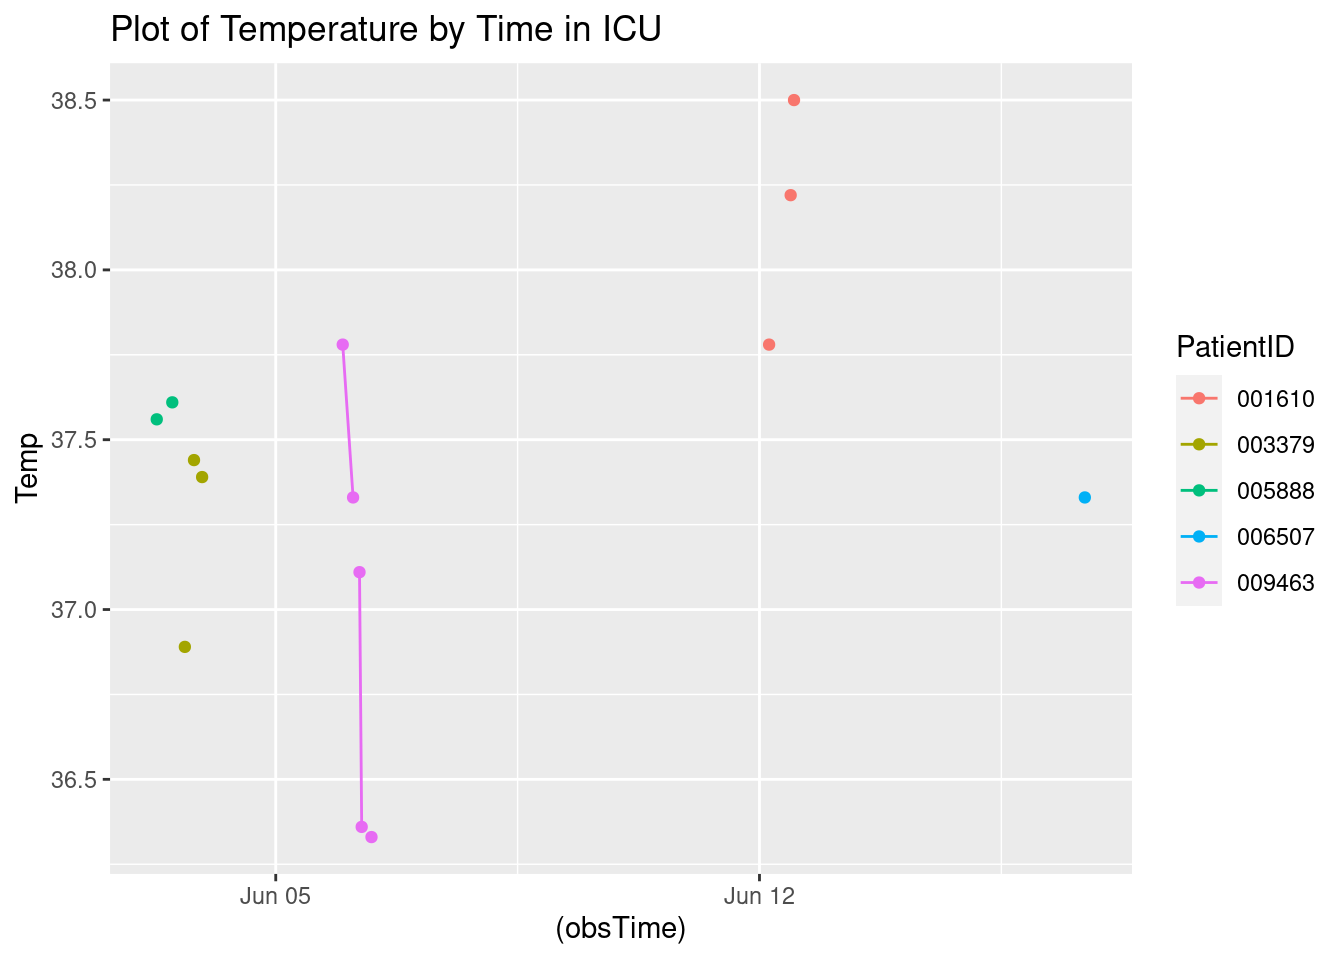 Plot of Temperature by Time in ICU
38.5
38.0
37.5
37.0
36.5
Temp
Jun 05
Jun 12
(obsTime)
PatientID
001610
003379
005888
006507
009463